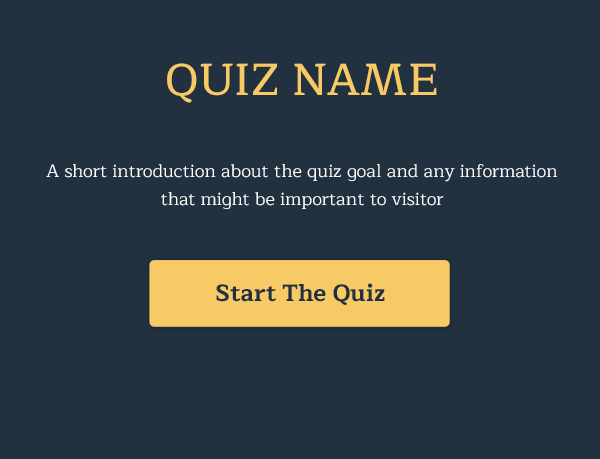 QUIZ NAME
A short introduction about the quiz goal and any information
that might be important to visitor
Start The Quiz